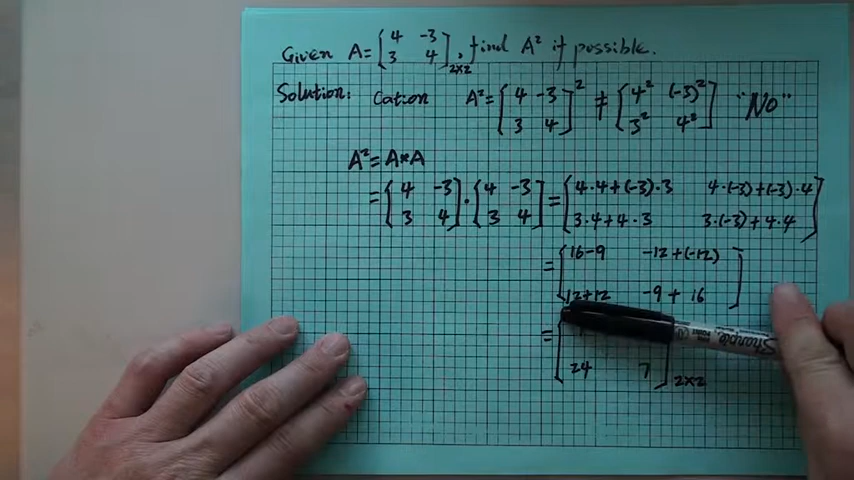 Given A = [4 -3
3 4]2x2, find A² if possible.
Solution: Cation A² = [4 -3
3 4]² ≠ [4² (-3)²
3² 4²] "No"
A² = A*A
= [4 -3
3 4] · [4 -3
3 4] = [4·4+(-3)·3 4·(-3)+(-3)·4
3·4+4·3 3·(-3)+4·4]
= [16-9 -12+(-12)
12+12 -9+16]
= [
24 7]2x2
Sharpie